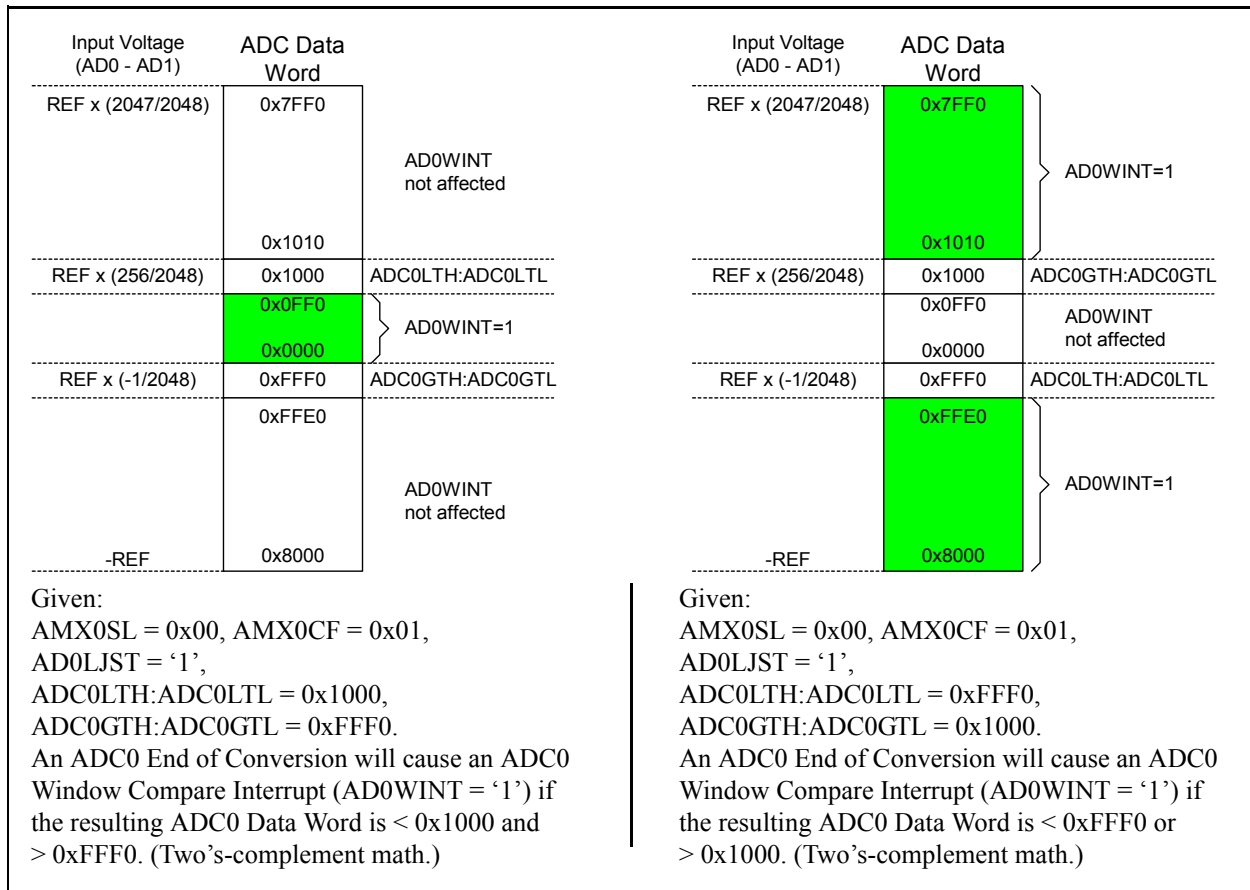 Input Voltage
(AD0 - AD1)
ADC Data
Word
REF x (2047/2048)
0x7FF0
AD0WINT
not affected
0x1010
REF x (256/2048)
0x1000
ADC0LTH:ADC0LTL
0x0FF0
AD0WINT=1
0x0000
REF x (-1/2048)
0xFFF0
ADC0GTH:ADC0GTL
0xFFE0
AD0WINT
not affected
-REF
0x8000
Given:
AMX0SL = 0x00, AMX0CF = 0x01,
AD0LJST = ‘1’,
ADC0LTH:ADC0LTL = 0x1000,
ADC0GTH:ADC0GTL = 0xFFF0.
An ADC0 End of Conversion will cause an ADC0
Window Compare Interrupt (AD0WINT = ‘1’) if
the resulting ADC0 Data Word is < 0x1000 and
> 0xFFF0. (Two’s-complement math.)
Input Voltage
(AD0 - AD1)
ADC Data
Word
REF x (2047/2048)
0x7FF0
AD0WINT=1
0x1010
REF x (256/2048)
0x1000
ADC0GTH:ADC0GTL
0x0FF0
AD0WINT
not affected
0x0000
REF x (-1/2048)
0xFFF0
ADC0LTH:ADC0LTL
0xFFE0
AD0WINT=1
-REF
0x8000
Given:
AMX0SL = 0x00, AMX0CF = 0x01,
AD0LJST = ‘1’,
ADC0LTH:ADC0LTL = 0xFFF0,
ADC0GTH:ADC0GTL = 0x1000.
An ADC0 End of Conversion will cause an ADC0
Window Compare Interrupt (AD0WINT = ‘1’) if
the resulting ADC0 Data Word is < 0xFFF0 or
> 0x1000. (Two’s-complement math.)